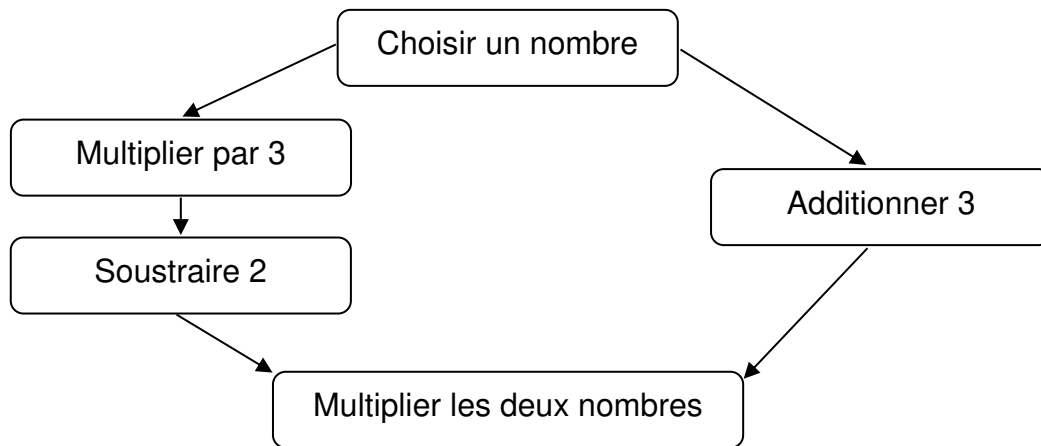 Choisir un nombre
Multiplier par 3
Additionner 3
Soustraire 2
Multiplier les deux nombres